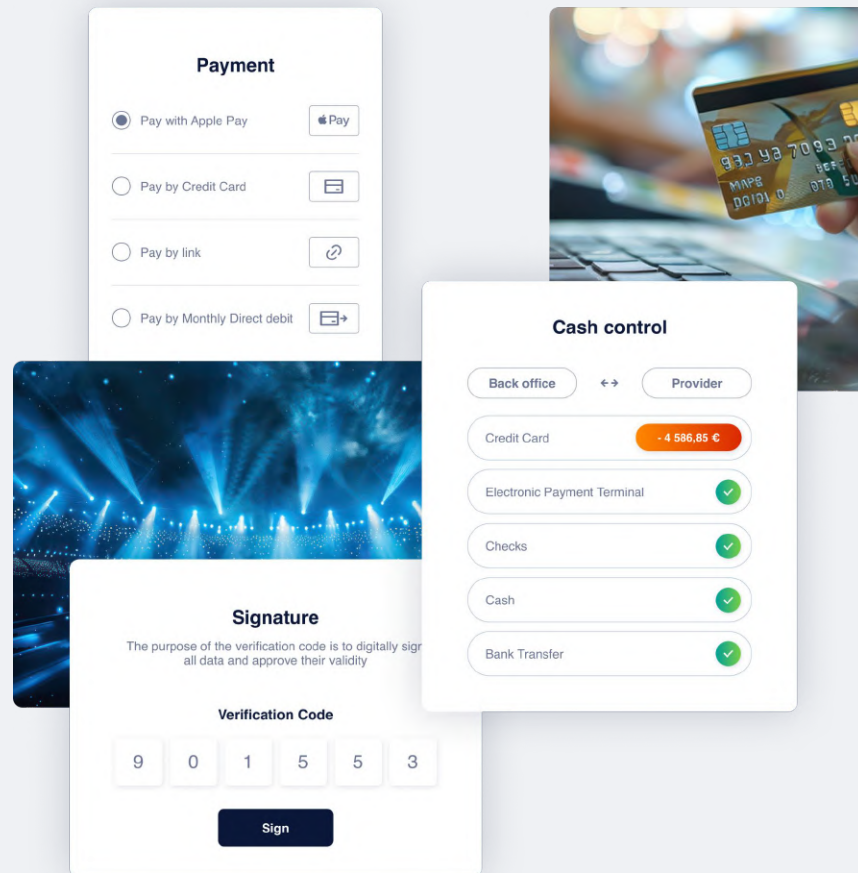 Payment
Pay with Apple Pay
Pay
Pay by Credit Card
Pay by link
Pay by Monthly Direct debit
Cash control
Back office
Provider
Credit Card
- 4 586,85 €
Electronic Payment Terminal
Checks
Cash
Bank Transfer
Signature
The purpose of the verification code is to digitally
all data and approve their validity
Verification Code
9 0 1 5 5 3
Sign